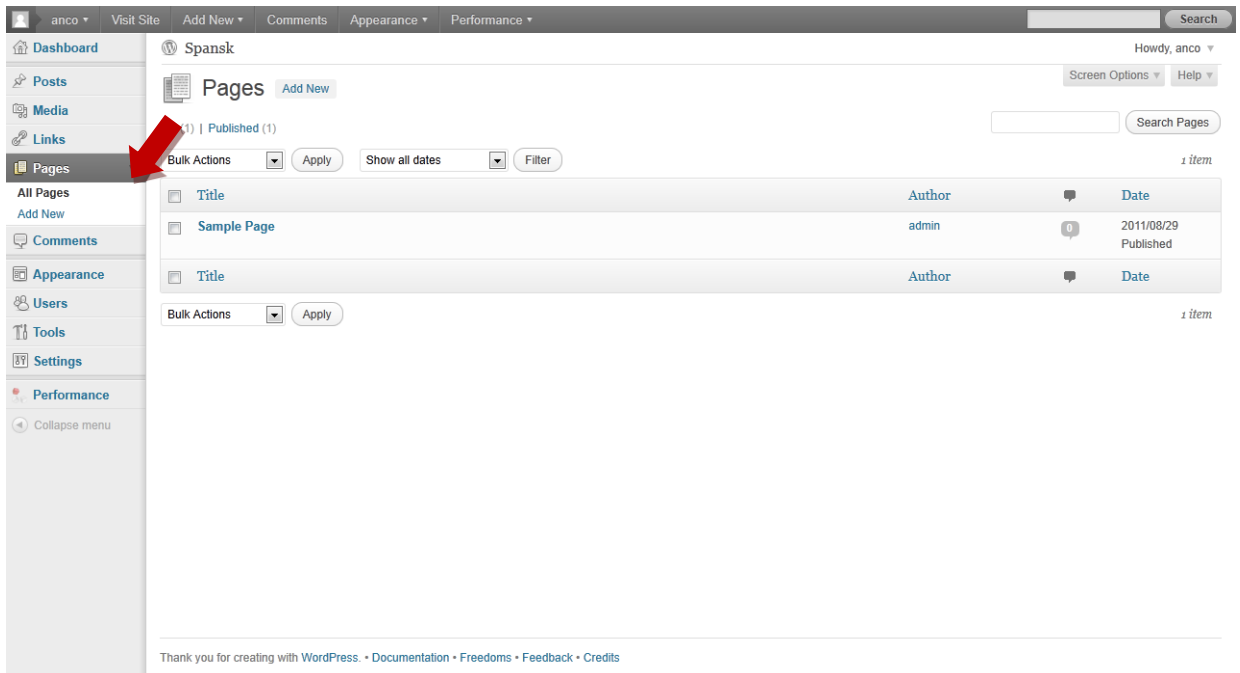 anco Visit Site Add New Comments Appearance Performance Search
Dashboard
Posts
Media
Links
Pages
All Pages
Add New
Comments
Appearance
Users
Tools
Settings
Performance
Collapse menu
Spansk Howdy, anco
Screen Options Help
Pages Add New
(1) | Published (1) Search Pages
Bulk Actions Apply Show all dates Filter 1 item
Title Author Date
Sample Page admin 0 2011/08/29
Published
Title Author Date
Bulk Actions Apply 1 item
Thank you for creating with WordPress. • Documentation • Freedoms • Feedback • Credits